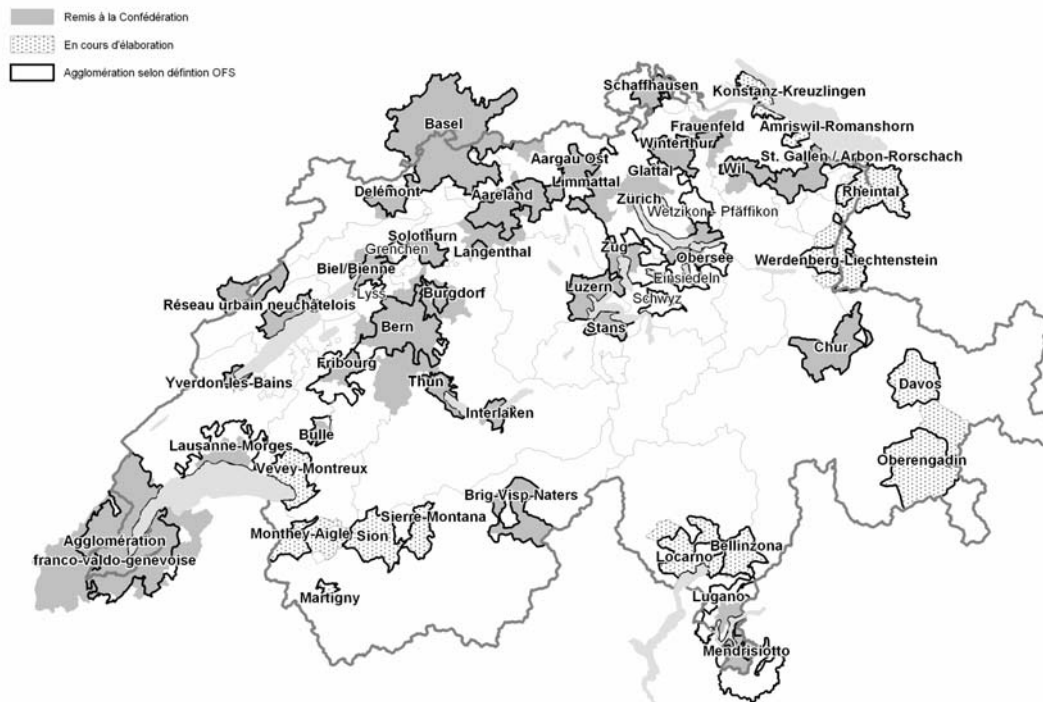 Remis à la Confédération
En cours d'élaboration
Agglomération selon défintion OFS
Schaffhausen
Konstanz-Kreuzlingen
Basel
Frauenfeld
Amriswil-Romanshorn
Winterthur
Aargau Ost
St. Gallen / Arbon-Rorschach
Glattal
Wil
Limmattal
Delémont
Aareland
Rheintal
Zürich
Wetzikon - Pfäffikon
Solothurn
Grenchen
Langenthal
Zug
Obersee
Werdenberg-Liechtenstein
Biel/Bienne
Einsiedeln
Luzern
Lyss
Burgdorf
Schwyz
Réseau urbain neuchâtelois
Bern
Stans
Chur
Fribourg
Thun
Yverdon-les-Bains
Davos
Interlaken
Bulle
Lausanne-Morges
Oberengadin
Vevey-Montreux
Brig-Visp-Naters
Sierre-Montana
Monthey-Aigle
Sion
Agglomération
franco-valdo-genevoise
Bellinzona
Locarno
Martigny
Lugano
Mendrisiotto